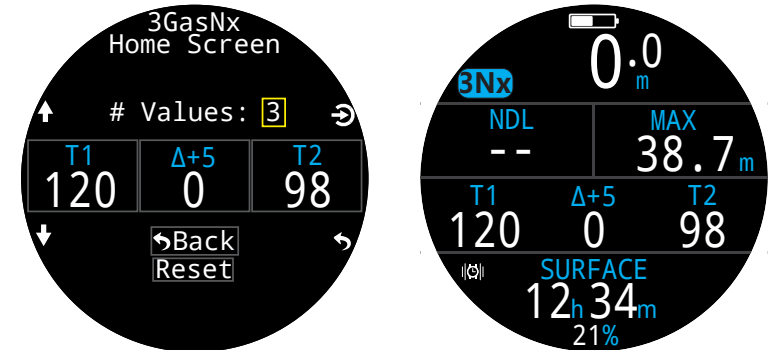 3GasNx
Home Screen
# Values: 3
T1 Δ+5 T2
120 0 98
Back
Reset
0.0
m
3Nx
NDL MAX
-- 38.7m
T1 Δ+5 T2
120 0 98
SURFACE
12h34m
21%